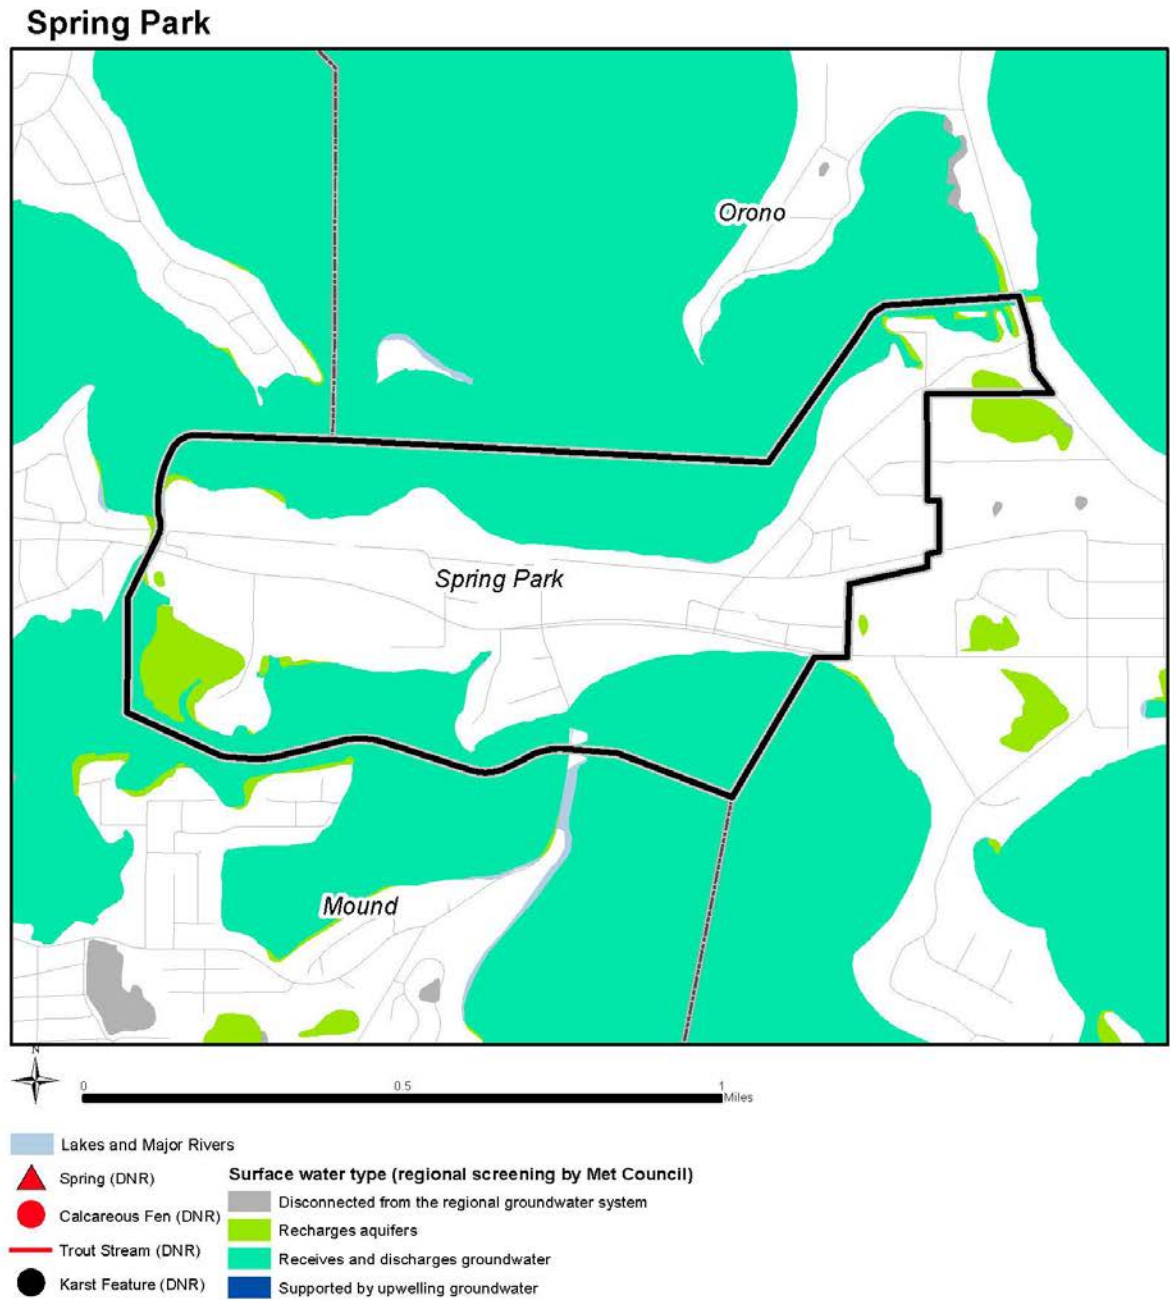 Spring Park
Orono
Spring Park
Mound
N
0 0.5 1
Miles
Lakes and Major Rivers
Spring (DNR)
Calcareous Fen (DNR)
Trout Stream (DNR)
Karst Feature (DNR)
Surface water type (regional screening by Met Council)
Disconnected from the regional groundwater system
Recharges aquifers
Receives and discharges groundwater
Supported by upwelling groundwater